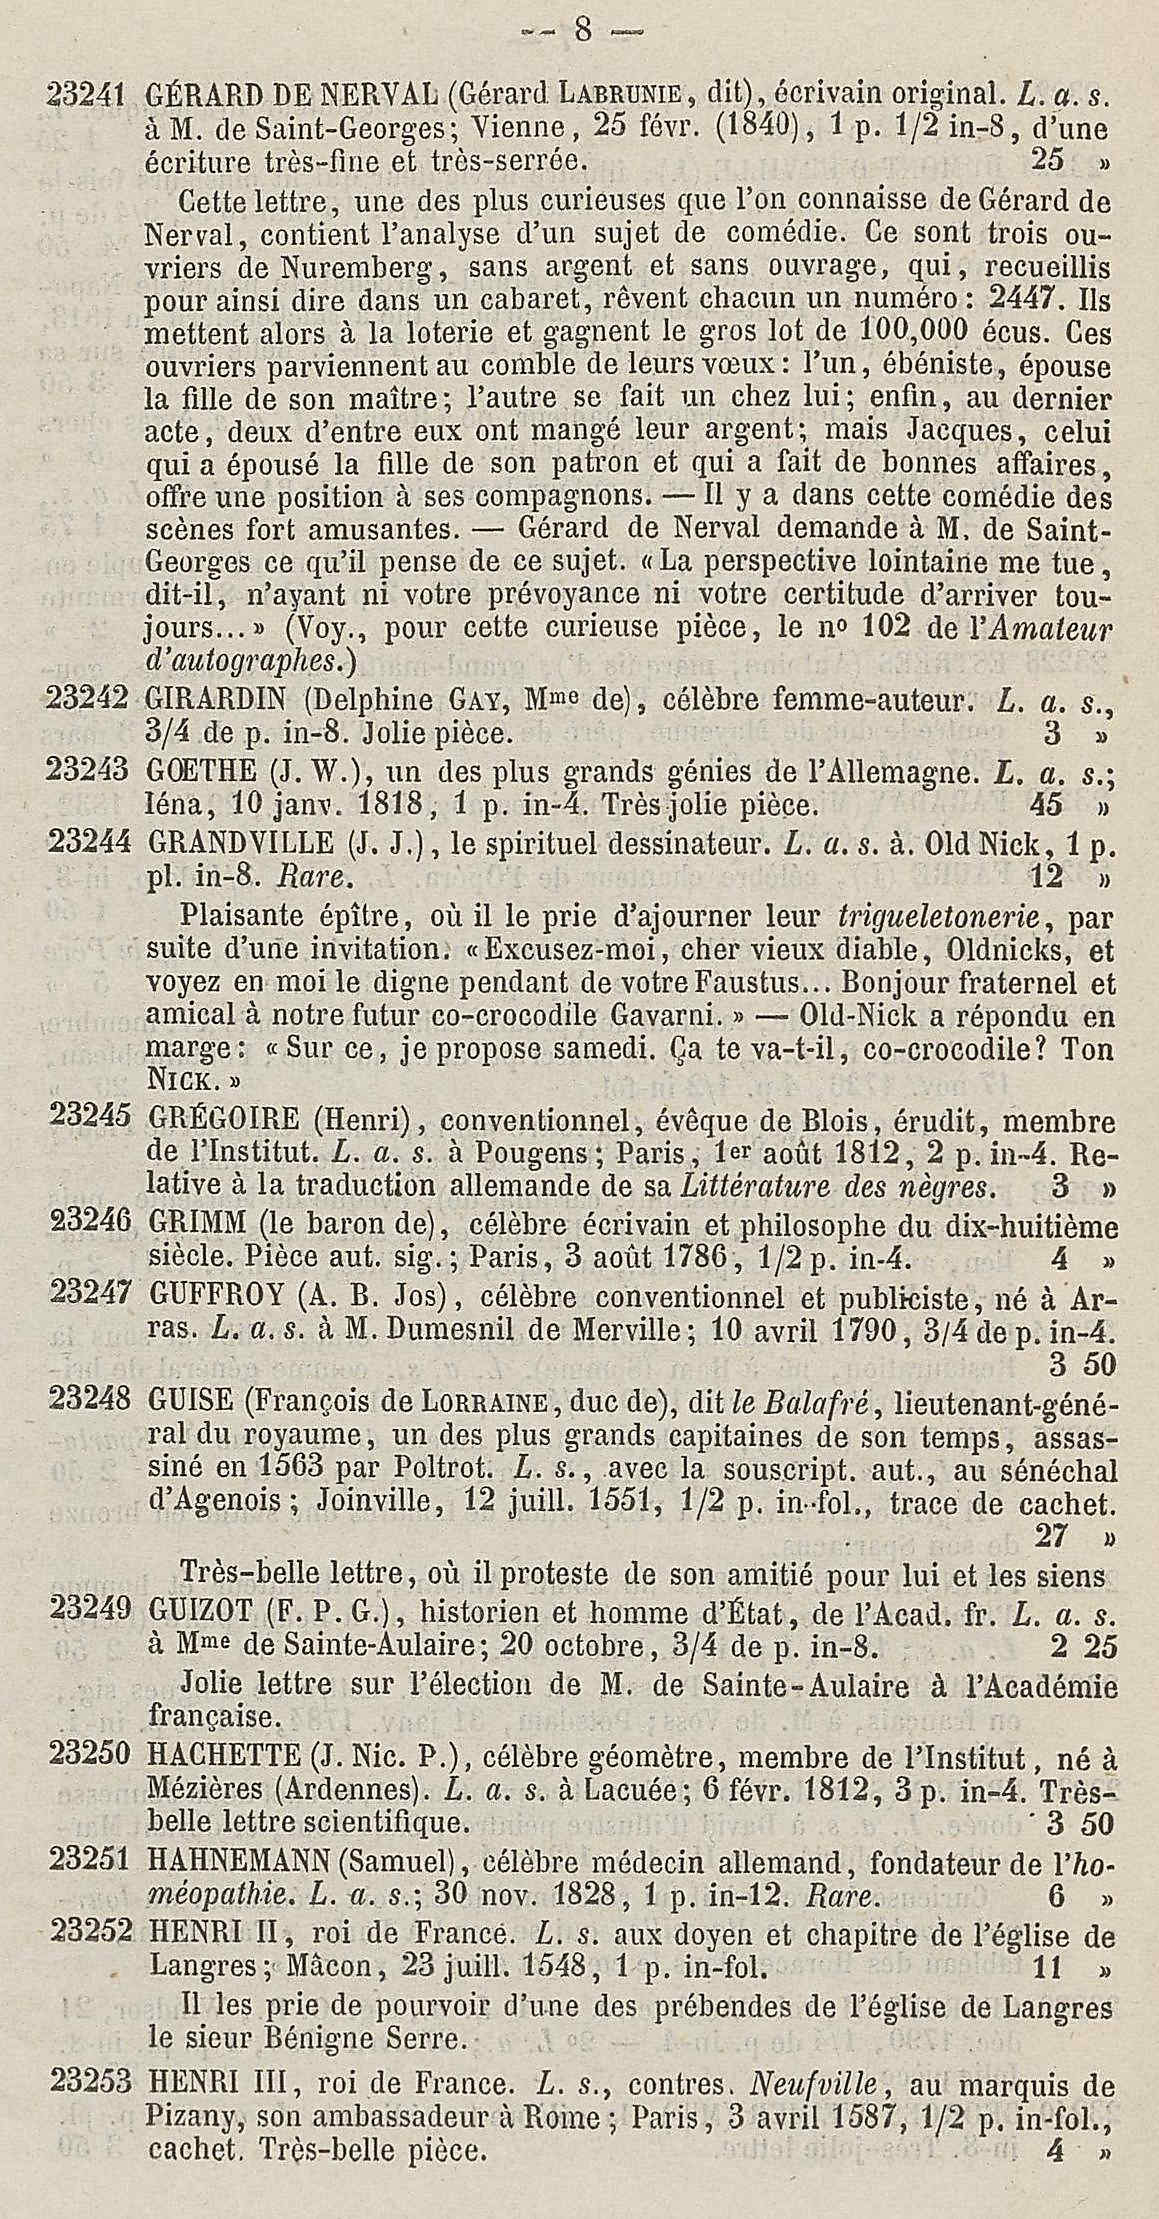 -- 8 —
23241 GÉRARD DE NERVAL (Gérard LABRUNIE, dit), écrivain original. L. a. s.
à M. de Saint-Georges; Vienne, 25 févr. (1840), 1 p. 1/2 in-8, d'une
écriture très-fine et très-serrée. 25 »
Cette lettre, une des plus curieuses que l'on connaisse de Gérard de
Nerval, contient l'analyse d'un sujet de comédie. Ce sont trois ou-
vriers de Nuremberg, sans argent et sans ouvrage, qui, recueillis
pour ainsi dire dans un cabaret, rêvent chacun un numéro: 2447. Ils
mettent alors à la loterie et gagnent le gros lot de 100,000 écus. Ces
ouvriers parviennent au comble de leurs vœux: l'un, ébéniste, épouse
la fille de son maître; l'autre se fait un chez lui; enfin, au dernier
acte, deux d'entre eux ont mangé leur argent; mais Jacques, celui
qui a épousé la fille de son patron et qui a fait de bonnes affaires,
offre une position à ses compagnons. — Il y a dans cette comédie des
scènes fort amusantes. — Gérard de Nerval demande à M. de Saint-
Georges ce qu'il pense de ce sujet. «La perspective lointaine me tue,
dit-il, n'ayant ni votre prévoyance ni votre certitude d'arriver tou-
jours...» (Voy., pour cette curieuse pièce, le nº 102 de l'Amateur
d'autographes.)
23242 GIRARDIN (Delphine GAY, Mme de), célèbre femme-auteur. L. a. s.,
3/4 de p. in-8. Jolie pièce. 3 »
23243 GŒTHE (J. W.), un des plus grands génies de l'Allemagne. L. a. s.;
Iéna, 10 janv. 1818, 1 p. in-4. Très jolie pièce. 45 »
23244 GRANDVILLE (J. J.), le spirituel dessinateur. L. a. s. à. Old Nick, 1 p.
pl. in-8. Rare. 12 »
Plaisante épître, où il le prie d'ajourner leur trigueletonerie, par
suite d'une invitation: «Excusez-moi, cher vieux diable, Oldnicks, et
voyez en moi le digne pendant de votre Faustus... Bonjour fraternel et
amical à notre futur co-crocodile Gavarni.» — Old-Nick a répondu en
marge: «Sur ce, je propose samedi. Ça te va-t-il, co-crocodile? Ton
NICK.»
23245 GRÉGOIRE (Henri), conventionnel, évêque de Blois, érudit, membre
de l'Institut. L. a. s. à Pougens; Paris, 1er août 1812, 2 p. in-4. Re-
lative à la traduction allemande de sa Littérature des nègres. 3 »
23246 GRIMM (le baron de), célèbre écrivain et philosophe du dix-huitième
siècle. Pièce aut. sig.; Paris, 3 août 1786, 1/2 p. in-4. 4 »
23247 GUFFROY (A. B. Jos), célèbre conventionnel et publiciste, né à Ar-
ras. L. a. s. à M. Dumesnil de Merville; 10 avril 1790, 3/4 de p. in-4.
3 50
23248 GUISE (François de LORRAINE, duc de), dit le Balafré, lieutenant-géné-
ral du royaume, un des plus grands capitaines de son temps, assas-
siné en 1563 par Poltrot. L. s., avec la souscript. aut., au sénéchal
d'Agenois; Joinville, 12 juill. 1551, 1/2 p. in-fol., trace de cachet.
27 »
Très-belle lettre, où il proteste de son amitié pour lui et les siens
23249 GUIZOT (F. P. G.), historien et homme d'État, de l'Acad. fr. L. a. s.
à Mme de Sainte-Aulaire; 20 octobre, 3/4 de p. in-8. 2 25
Jolie lettre sur l'élection de M. de Sainte-Aulaire à l'Académie
française.
23250 HACHETTE (J. Nic. P.), célèbre géomètre, membre de l'Institut, né à
Mézières (Ardennes). L. a. s. à Lacuée; 6 févr. 1812, 3 p. in-4. Très-
belle lettre scientifique. 3 50
23251 HAHNEMANN (Samuel), célèbre médecin allemand, fondateur de l'ho-
méopathie. L. a. s.; 30 nov. 1828, 1 p. in-12. Rare. 6 »
23252 HENRI II, roi de France. L. s. aux doyen et chapitre de l'église de
Langres; Mâcon, 23 juill. 1548, 1 p. in-fol. 11 »
Il les prie de pourvoir d'une des prébendes de l'église de Langres
le sieur Bénigne Serre.
23253 HENRI III, roi de France. L. s., contres. Neufville, au marquis de
Pizany, son ambassadeur à Rome; Paris, 3 avril 1587, 1/2 p. in-fol.,
cachet. Très-belle pièce. 4 »